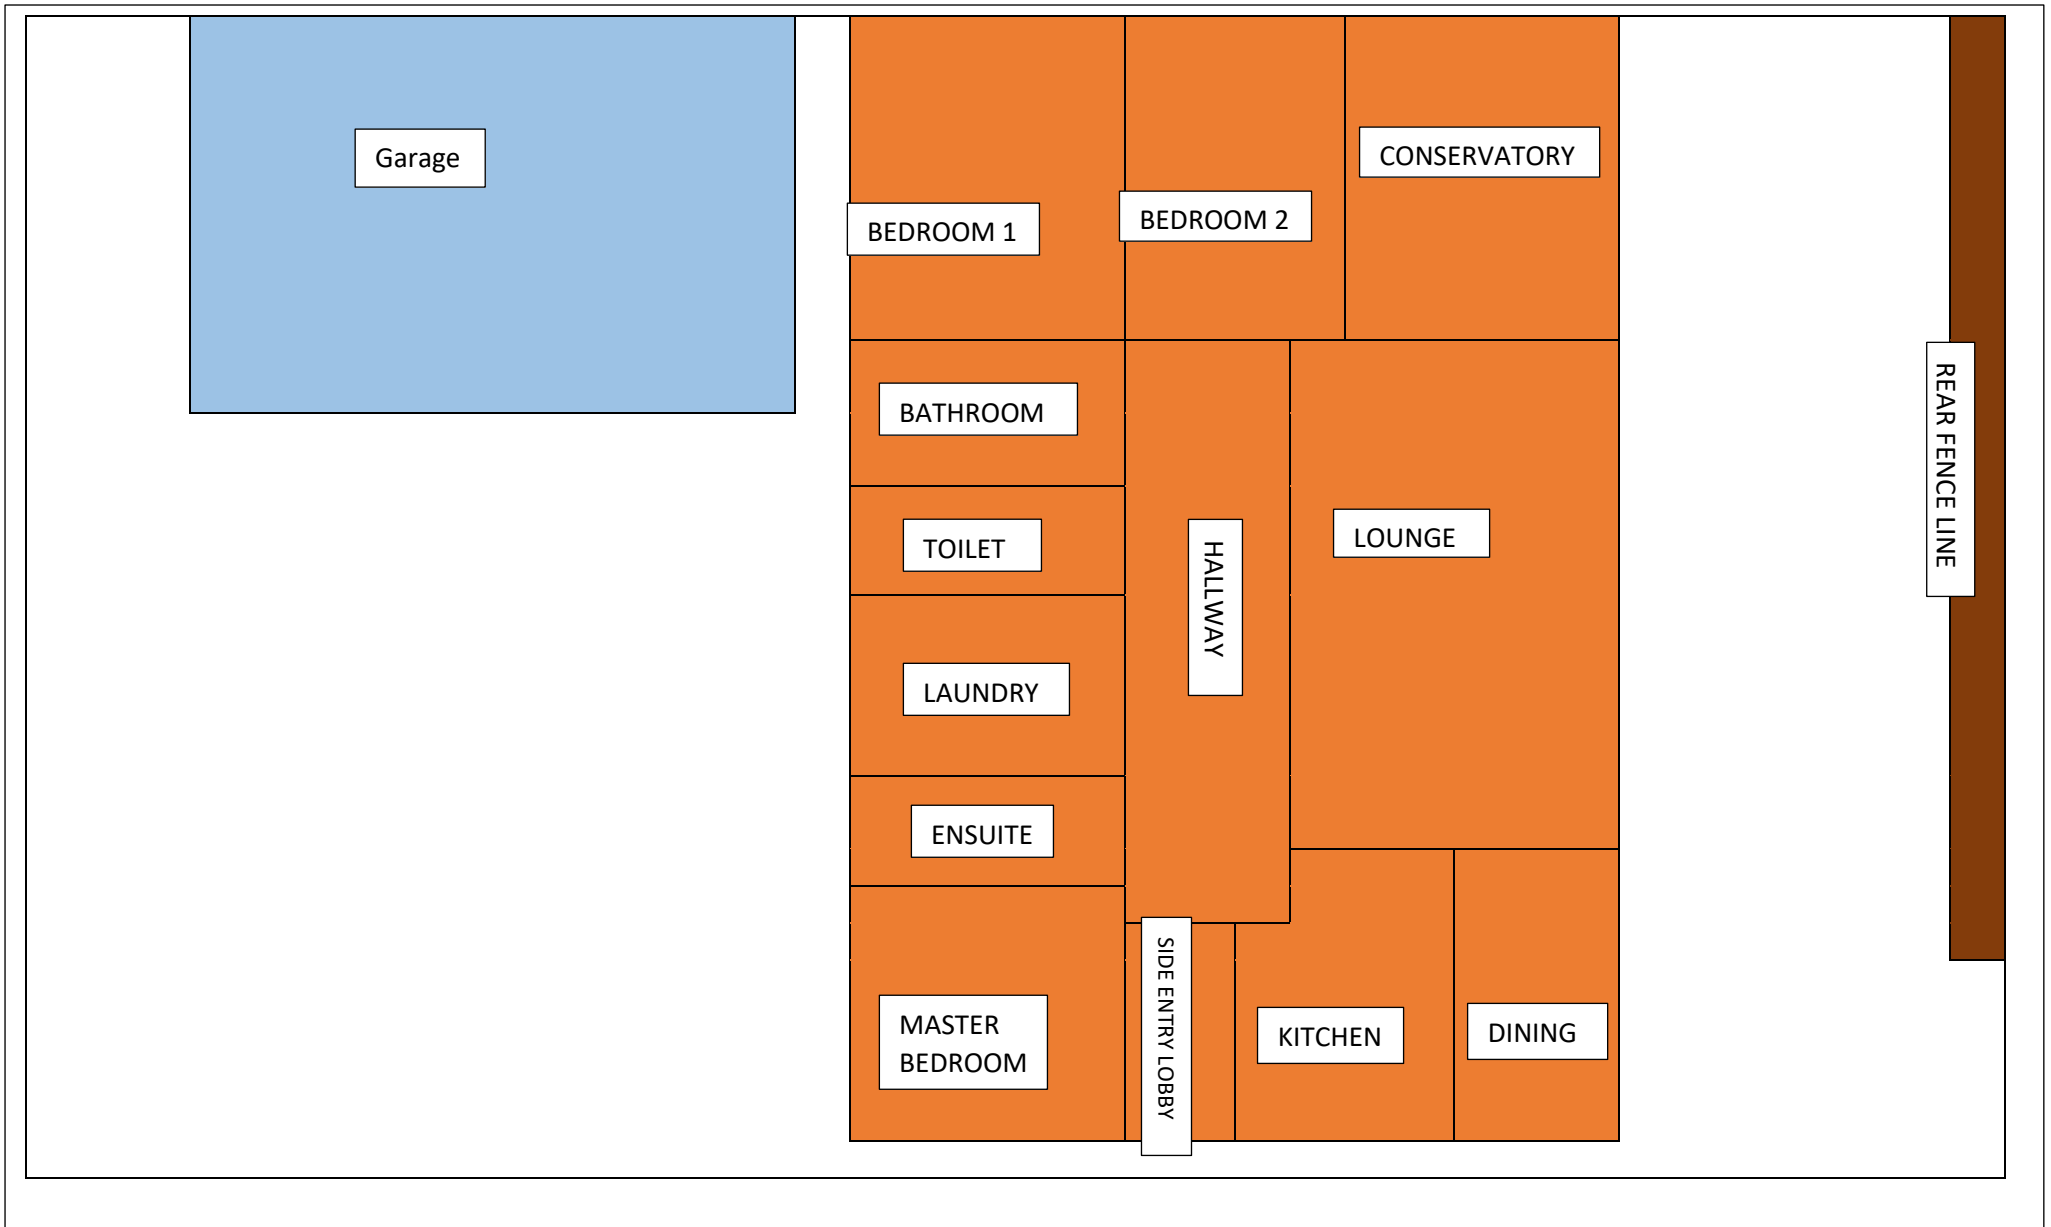 Garage
CONSERVATORY
BEDROOM 1
BEDROOM 2
BATHROOM
TOILET
HALLWAY
LOUNGE
REAR FENCE LINE
LAUNDRY
ENSUITE
MASTER
BEDROOM
SIDE ENTRY LOBBY
KITCHEN
DINING